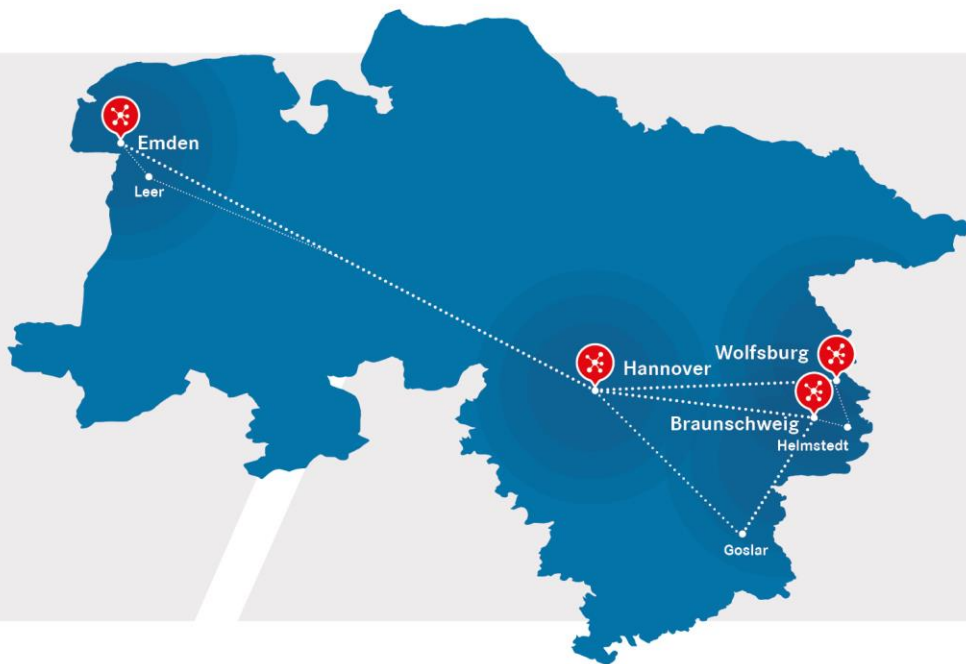 Emden
Leer
Wolfsburg
Hannover
Braunschweig
Helmstedt
Goslar